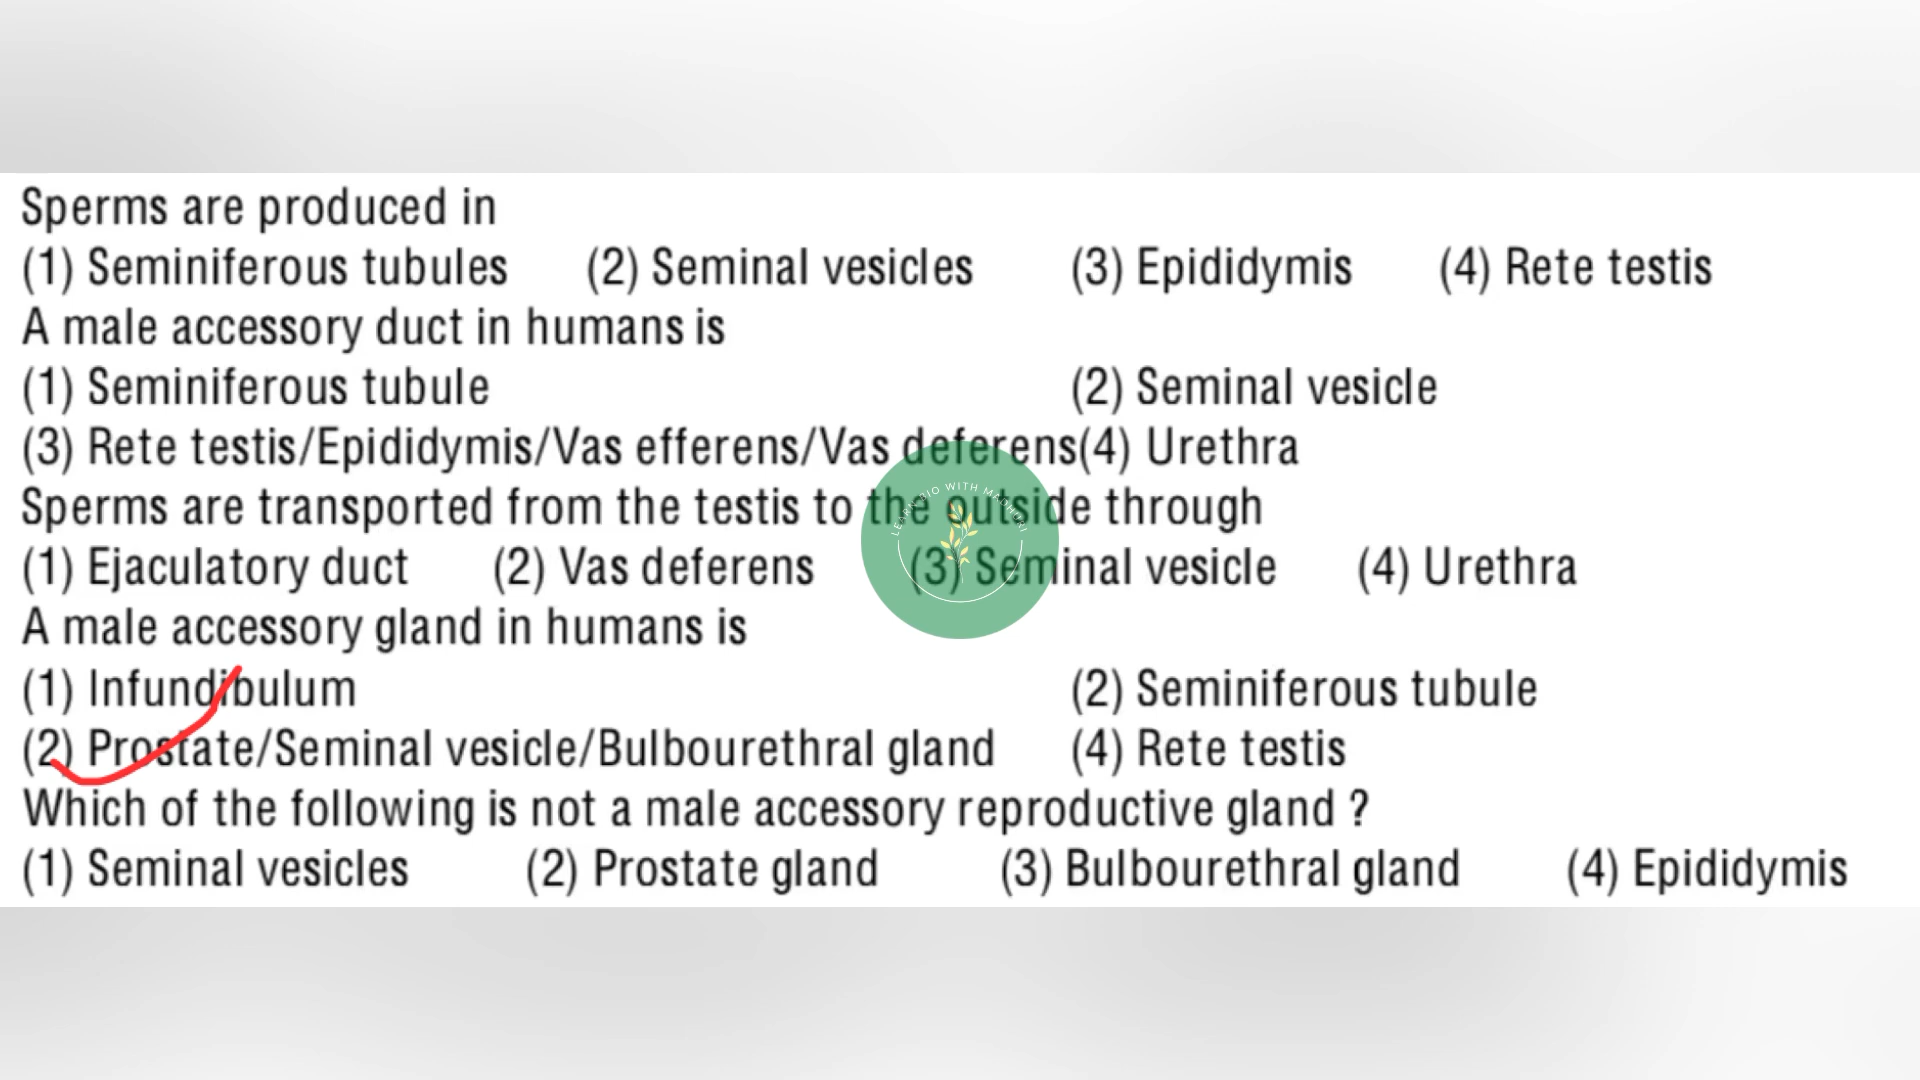 Sperms are produced in
(1) Seminiferous tubules (2) Seminal vesicles (3) Epididymis (4) Rete testis
A male accessory duct in humans is
(1) Seminiferous tubule (2) Seminal vesicle
(3) Rete testis/Epididymis/Vas efferens/Vas deferens(4) Urethra
Sperms are transported from the testis to the outside through
LEARN BIO WITH MADHURI
(1) Ejaculatory duct (2) Vas deferens (3) Seminal vesicle (4) Urethra
A male accessory gland in humans is
(1) Infundibulum (2) Seminiferous tubule
(2) Prostate/Seminal vesicle/Bulbourethral gland (4) Rete testis
Which of the following is not a male accessory reproductive gland ?
(1) Seminal vesicles (2) Prostate gland (3) Bulbourethral gland (4) Epididymis